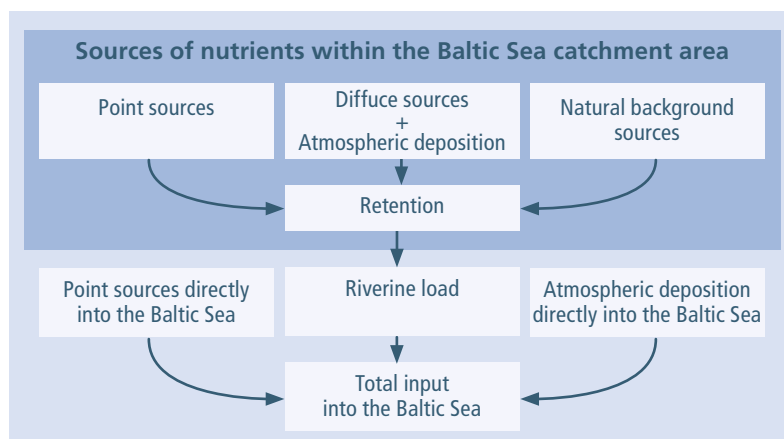 Sources of nutrients within the Baltic Sea catchment area
Point sources
Diffuce sources
+
Atmospheric deposition
Natural background
sources
Retention
Point sources directly
into the Baltic Sea
Riverine load
Atmospheric deposition
directly into the Baltic Sea
Total input
into the Baltic Sea